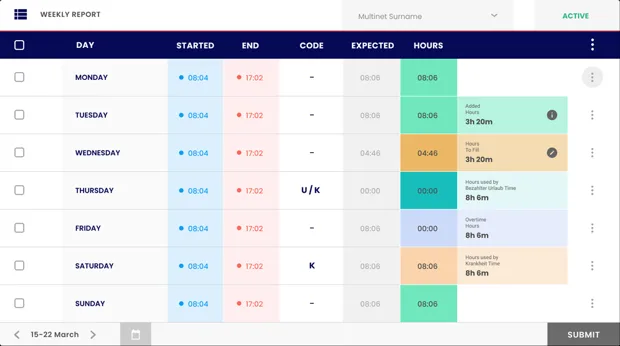 WEEKLY REPORT Multinet Surname ACTIVE
DAY STARTED END CODE EXPECTED HOURS
MONDAY 08:04 17:02 - 08:06 08:06
TUESDAY 08:04 17:02 - 08:06 08:06
Added
Hours
3h 20m
WEDNESDAY 08:04 17:02 - 04:46 04:46
Hours
To Fill
3h 20m
THURSDAY 08:04 17:02 U / K 00:00 00:00
Hours used by
Bezahlter Urlaub Time
8h 6m
FRIDAY 08:04 17:02 - 08:06 00:00
Overtime
Hours
8h 6m
SATURDAY 08:04 17:02 K 08:06 08:06
Hours used by
Krankheit Time
8h 6m
SUNDAY 08:04 17:02 - 08:06 08:06
15-22 March SUBMIT